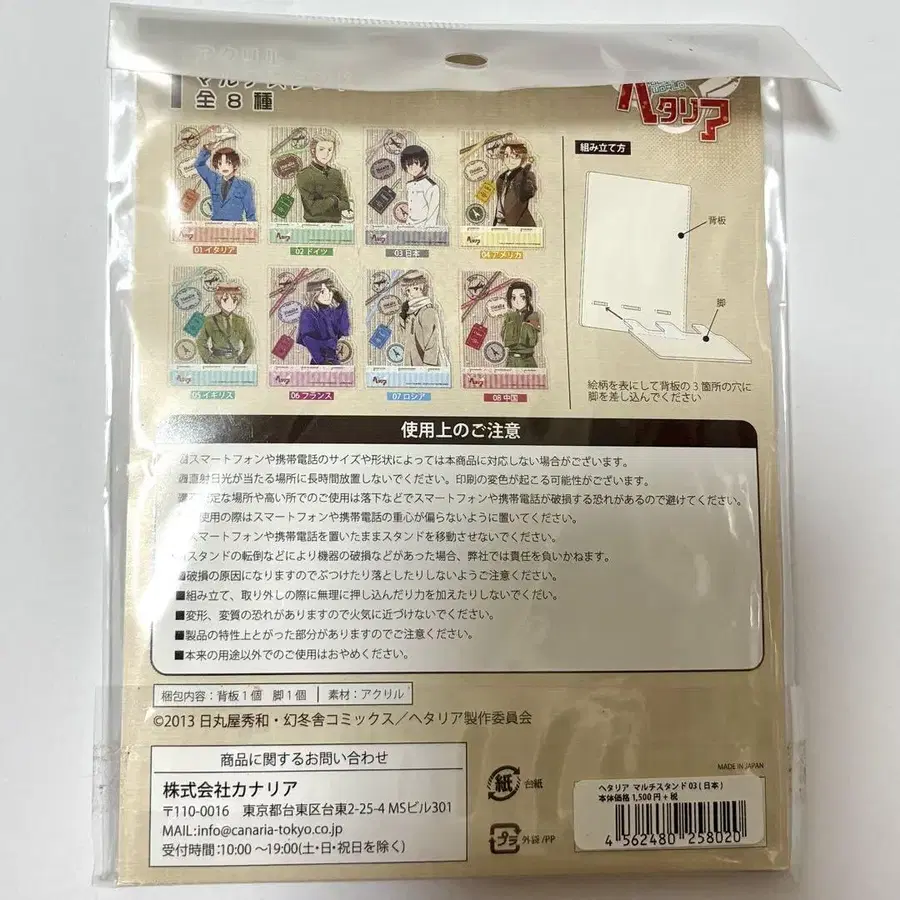 アクリル
マルチスタンド
全8種
WORLD
ヘタリア
01 イタリア
02 ドイツ
03 日本
04 アメリカ
05 イギリス
06 フランス
07 ロシア
08 中国
組み立て方
背板
脚
絵柄を表にして背板の3箇所の穴に
脚を差し込んでください
使用上のご注意
スマートフォンや携帯電話のサイズや形状によっては本商品に対応しない場合がございます。
直射日光が当たる場所に長時間放置しないでください。印刷の変色が起こる可能性がございます。
定な場所や高い所でのご使用は落下などでスマートフォンや携帯電話が破損する恐れがあるので避けてください。
使用の際はスマートフォンや携帯電話の重心が偏らないように置いてください。
スマートフォンや携帯電話を置いたままスタンドを移動させないでください。
スタンドの転倒などにより機器の破損などがあった場合、弊社では責任を負いかねます。
■破損の原因になりますのでぶつけたり落としたりしないようご注意ください。
■組み立て、取り外しの際に無理に押し込んだり力を加えたりしないでくだい。
■変形、変質の恐れがありますので火気に近づけないでください。
■製品の特性上とがった部分がありますのでご注意ください。
■本来の用途以外でのご使用はおやめください。
梱包内容:背板1個 脚1個 | 素材:アクリル
©2013 日丸屋秀和・幻冬舎コミックス/ヘタリア製作委員会
商品に関するお問い合わせ
株式会社カナリア
〒110-0016 東京都台東区台東2-25-4 MSビル301
MAIL:info@canaria-tokyo.co.jp
受付時間:10:00 〜19:00(土・日・祝日を除く)
MADE IN JAPAN
紙 台紙
プラ 外袋/PP
ヘタリア マルチスタンド 03 (日本)
本体価格 1,500円+税
4 562480 258020